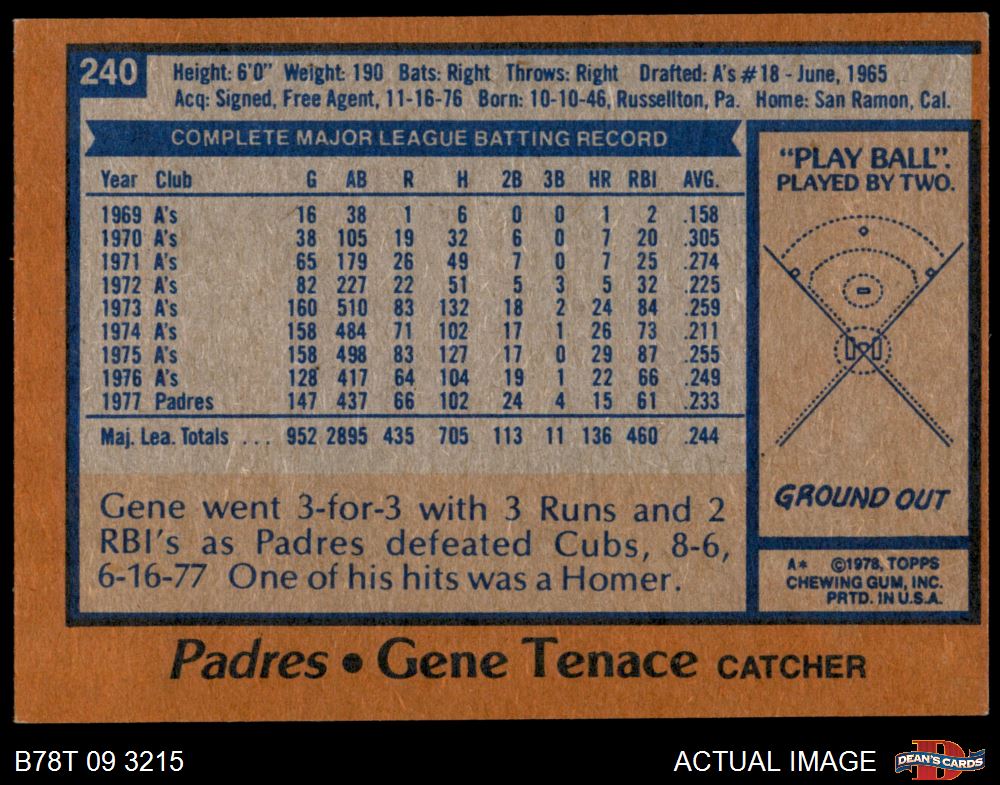 240
Height: 6'0" Weight: 190 Bats: Right Throws: Right Drafted: A's #18 - June, 1965
Acq: Signed, Free Agent, 11-16-76 Born: 10-10-46, Russellton, Pa. Home: San Ramon, Cal.
COMPLETE MAJOR LEAGUE BATTING RECORD
Year Club G AB R H 2B 3B HR RBI AVG.
1969 A's 16 38 1 6 0 0 1 2 .158
1970 A's 38 105 19 32 6 0 7 20 .305
1971 A's 65 179 26 49 7 0 7 25 .274
1972 A's 82 227 22 51 5 3 5 32 .225
1973 A's 160 510 83 132 18 2 24 84 .259
1974 A's 158 484 71 102 17 1 26 73 .211
1975 A's 158 498 83 127 17 0 29 87 .255
1976 A's 128 417 64 104 19 1 22 66 .249
1977 Padres 147 437 66 102 24 4 15 61 .233
Maj. Lea. Totals ... 952 2895 435 705 113 11 136 460 .244
Gene went 3-for-3 with 3 Runs and 2
RBI's as Padres defeated Cubs, 8-6,
6-16-77 One of his hits was a Homer.
"PLAY BALL".
PLAYED BY TWO.
GROUND OUT
A* ©1978, TOPPS
CHEWING GUM, INC.
PRTD. IN U.S.A.
Padres • Gene Tenace CATCHER
B78T 09 3215
ACTUAL IMAGE
D
DEAN'S CARDS